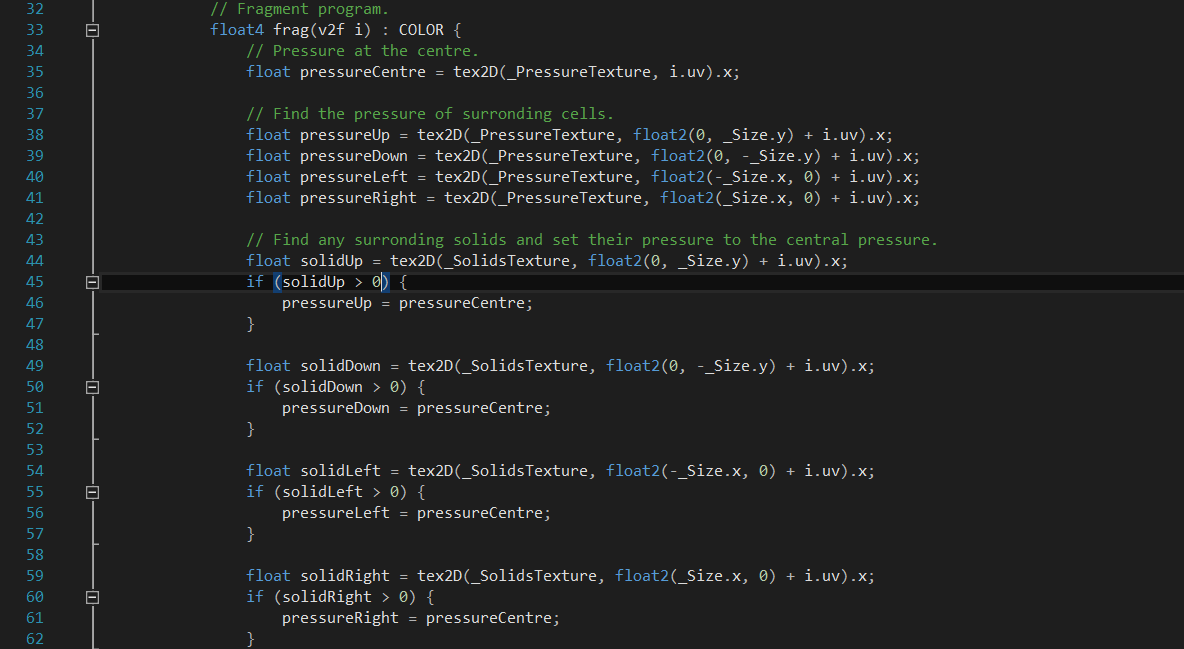 32 // Fragment program.
33 float4 frag(v2f i) : COLOR {
34 // Pressure at the centre.
35 float pressureCentre = tex2D(_PressureTexture, i.uv).x;
36
37 // Find the pressure of surronding cells.
38 float pressureUp = tex2D(_PressureTexture, float2(0, _Size.y) + i.uv).x;
39 float pressureDown = tex2D(_PressureTexture, float2(0, -_Size.y) + i.uv).x;
40 float pressureLeft = tex2D(_PressureTexture, float2(-_Size.x, 0) + i.uv).x;
41 float pressureRight = tex2D(_PressureTexture, float2(_Size.x, 0) + i.uv).x;
42
43 // Find any surronding solids and set their pressure to the central pressure.
44 float solidUp = tex2D(_SolidsTexture, float2(0, _Size.y) + i.uv).x;
45 if (solidUp > 0) {
46 pressureUp = pressureCentre;
47 }
48
49 float solidDown = tex2D(_SolidsTexture, float2(0, -_Size.y) + i.uv).x;
50 if (solidDown > 0) {
51 pressureDown = pressureCentre;
52 }
53
54 float solidLeft = tex2D(_SolidsTexture, float2(-_Size.x, 0) + i.uv).x;
55 if (solidLeft > 0) {
56 pressureLeft = pressureCentre;
57 }
58
59 float solidRight = tex2D(_SolidsTexture, float2(_Size.x, 0) + i.uv).x;
60 if (solidRight > 0) {
61 pressureRight = pressureCentre;
62 }